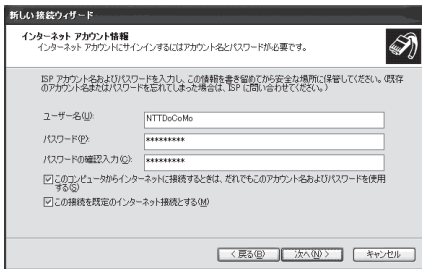 新しい接続ウィザード
インターネット アカウント情報
インターネット アカウントにサインインするにはアカウント名とパスワードが必要です。
ISP アカウント名およびパスワードを入力し、この情報を書き留めてから安全な場所に保管してください。(既存
のアカウント名またはパスワードを忘れてしまった場合は、ISP に問い合わせてください。)
ユーザー名(U): NTTDoCoMo
パスワード(P): *********
パスワードの確認入力(C): *********
このコンピュータからインターネットに接続するときは、だれでもこのアカウント名およびパスワードを使用
する(S)
この接続を既定のインターネット接続とする(M)
< 戻る(B) 次へ(N) > キャンセル